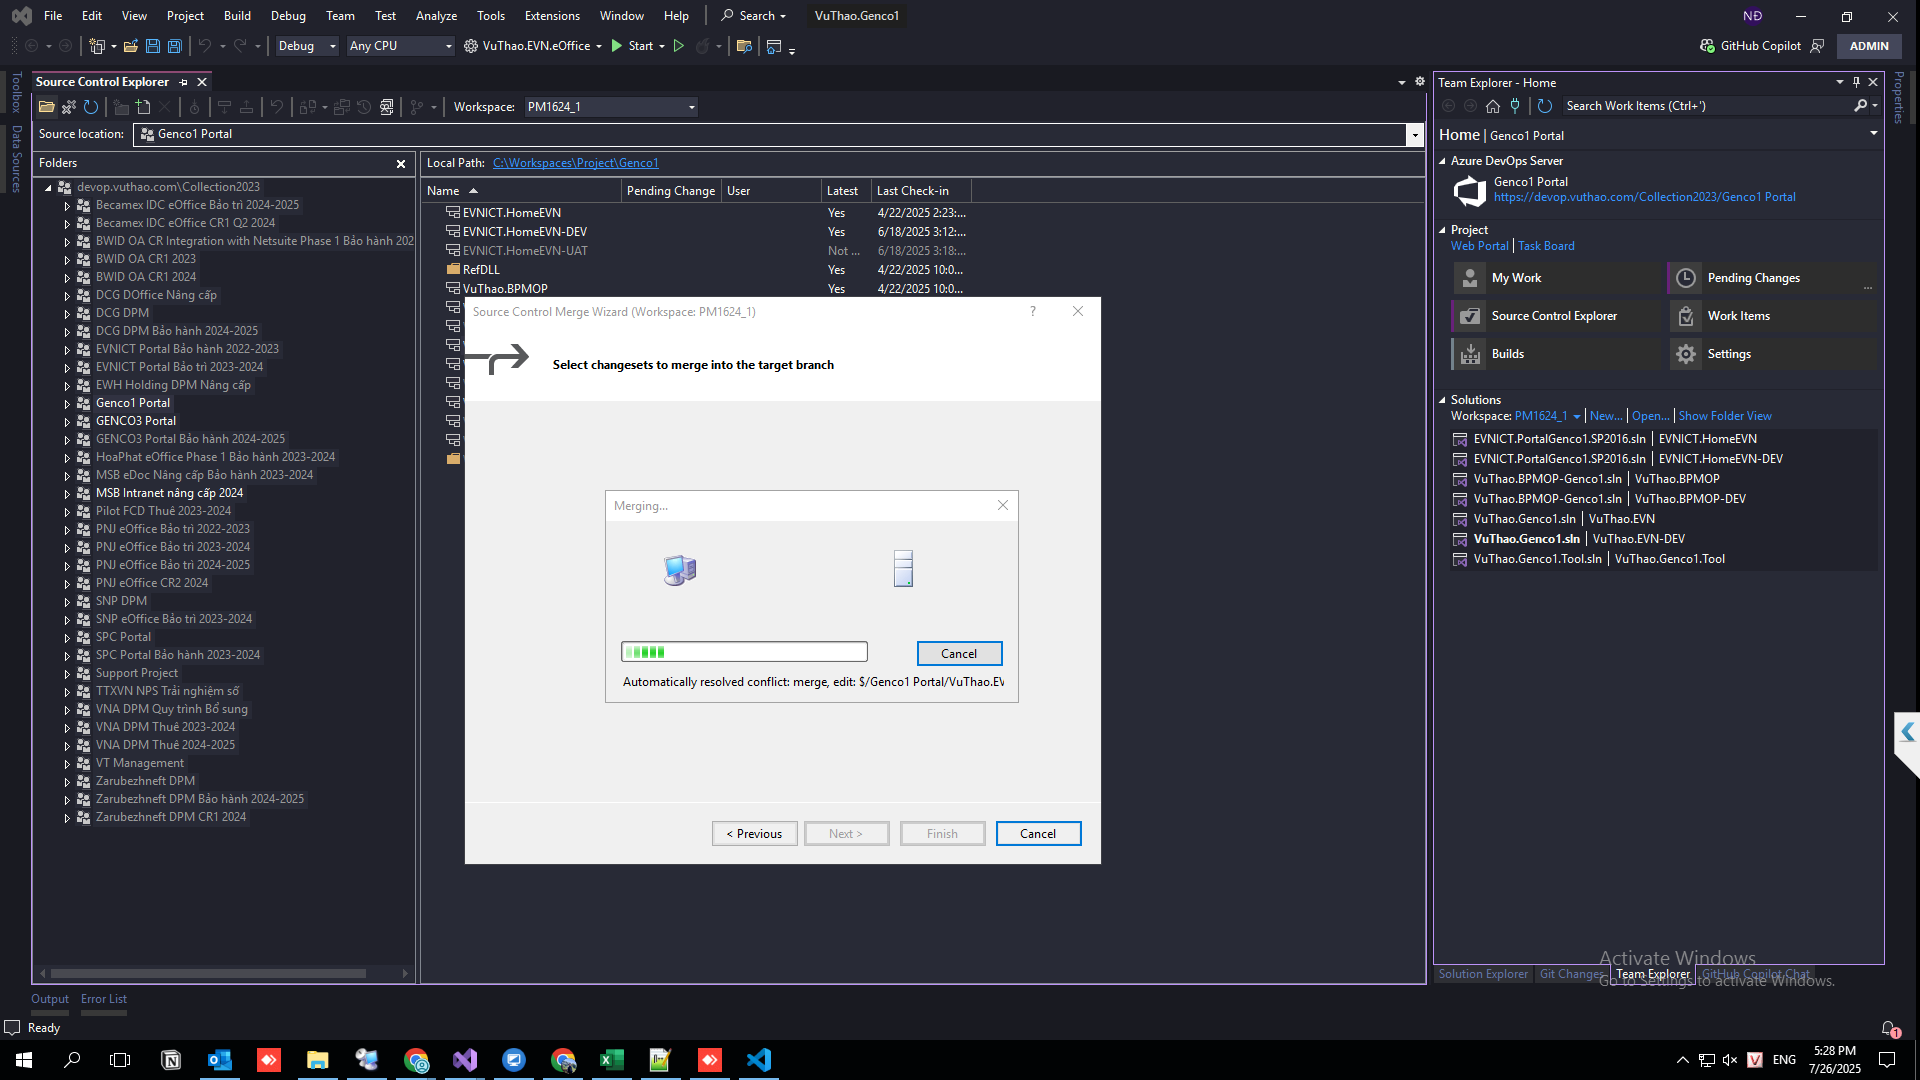 File Edit View Project Build Debug Team Test Analyze Tools Extensions Window Help Search VuThao.Genco1 NĐ
Debug Any CPU VuThao.EVN.eOffice Start GitHub Copilot ADMIN
Toolbox
Data Sources
Source Control Explorer
Workspace: PM1624_1
Source location: Genco1 Portal
Folders
devop.vuthao.com\Collection2023
Becamex IDC eOffice Bảo trì 2024-2025
Becamex IDC eOffice CR1 Q2 2024
BWID OA CR Integration with Netsuite Phase 1 Bảo hành 202
BWID OA CR1 2023
BWID OA CR1 2024
DCG DOffice Nâng cấp
DCG DPM
DCG DPM Bảo hành 2024-2025
EVNICT Portal Bảo hành 2022-2023
EVNICT Portal Bảo trì 2023-2024
EWH Holding DPM Nâng cấp
Genco1 Portal
GENCO3 Portal
GENCO3 Portal Bảo hành 2024-2025
HoaPhat eOffice Phase 1 Bảo hành 2023-2024
MSB eDoc Nâng cấp Bảo hành 2023-2024
MSB Intranet nâng cấp 2024
Pilot FCD Thuê 2023-2024
PNJ eOffice Bảo trì 2022-2023
PNJ eOffice Bảo trì 2023-2024
PNJ eOffice Bảo trì 2024-2025
PNJ eOffice CR2 2024
SNP DPM
SNP eOffice Bảo trì 2023-2024
SPC Portal
SPC Portal Bảo hành 2023-2024
Support Project
TTXVN NPS Trải nghiệm số
VNA DPM Quy trình Bổ sung
VNA DPM Thuê 2023-2024
VNA DPM Thuê 2024-2025
VT Management
Zarubezhneft DPM
Zarubezhneft DPM Bảo hành 2024-2025
Zarubezhneft DPM CR1 2024
Local Path: C:\Workspaces\Project\Genco1
Name Pending Change User Latest Last Check-in
EVNICT.HomeEVN Yes 4/22/2025 2:23:...
EVNICT.HomeEVN-DEV Yes 6/18/2025 3:12:...
EVNICT.HomeEVN-UAT Not ... 6/18/2025 3:18:...
RefDLL Yes 4/22/2025 10:0...
VuThao.BPMOP Yes 4/22/2025 10:0...
Source Control Merge Wizard (Workspace: PM1624_1) ?
Select changesets to merge into the target branch
Merging...
Cancel
Automatically resolved conflict: merge, edit: $/Genco1 Portal/VuThao.EV
< Previous Next > Finish Cancel
Team Explorer - Home
Search Work Items (Ctrl+')
Home | Genco1 Portal
Azure DevOps Server
Genco1 Portal
https://devop.vuthao.com/Collection2023/Genco1 Portal
Project
Web Portal | Task Board
My Work Pending Changes ...
Source Control Explorer Work Items
Builds Settings
Solutions
Workspace: PM1624_1 | New... | Open... | Show Folder View
EVNICT.PortalGenco1.SP2016.sln | EVNICT.HomeEVN
EVNICT.PortalGenco1.SP2016.sln | EVNICT.HomeEVN-DEV
VuThao.BPMOP-Genco1.sln | VuThao.BPMOP
VuThao.BPMOP-Genco1.sln | VuThao.BPMOP-DEV
VuThao.Genco1.sln | VuThao.EVN
VuThao.Genco1.sln | VuThao.EVN-DEV
VuThao.Genco1.Tool.sln | VuThao.Genco1.Tool
Properties
Activate Windows
Go to Settings to activate Windows.
Solution Explorer Git Changes Team Explorer GitHub Copilot Chat
Output Error List
Ready 1
ENG 5:28 PM
7/26/2025